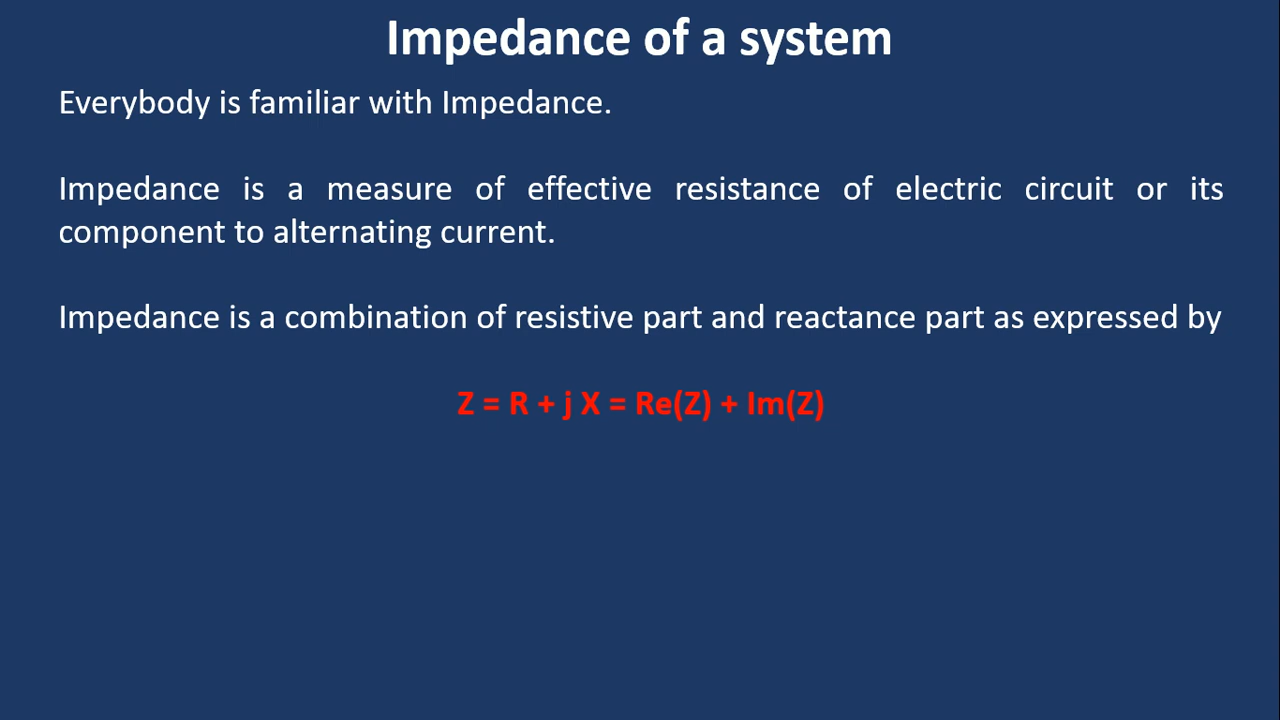 Impedance of a system
Everybody is familiar with Impedance.
Impedance is a measure of effective resistance of electric circuit or its
component to alternating current.
Impedance is a combination of resistive part and reactance part as expressed by
Z = R + j X = Re(Z) + Im(Z)